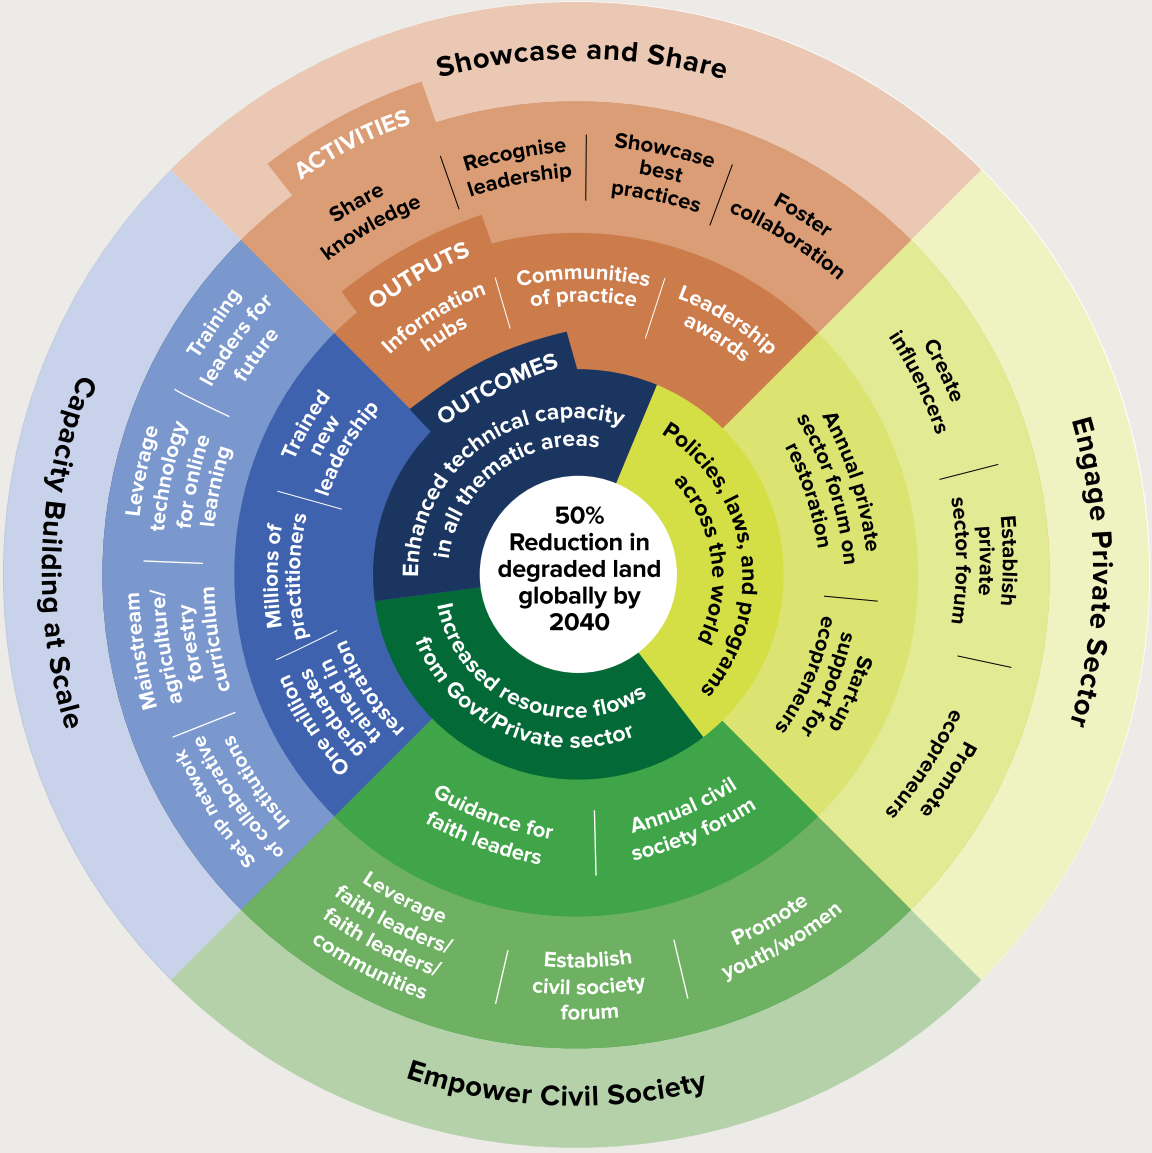 Showcase and Share
ACTIVITIES
Share
knowledge
Recognise
leadership
Showcase
best
practices
Foster
collaboration
OUTPUTS
Information
hubs
Communities
of practice
Leadership
awards
OUTCOMES
Enhanced technical capacity
in all thematic areas
Policies, laws, and programs
across the world
Increased resource flows
from Govt/Private sector
50%
Reduction in
degraded land
globally by
2040
Engage Private Sector
Create
influencers
Establish
private
sector forum
Promote
ecopreneurs
Annual private
sector forum on
restoration
Start-up
support for
ecopreneurs
Empower Civil Society
Guidance for
faith leaders
Annual civil
society forum
Leverage
faith leaders/
faith leaders/
communities
Establish
civil society
forum
Promote
youth/women
Capacity Building at Scale
Training
leaders for
future
Leverage
technology
for online
learning
Mainstream
agriculture/
forestry
curriculum
Set up network
of collaborative
Institutions
Trained
new
leadership
Millions of
practitioners
One million
graduates
trained in
restoration